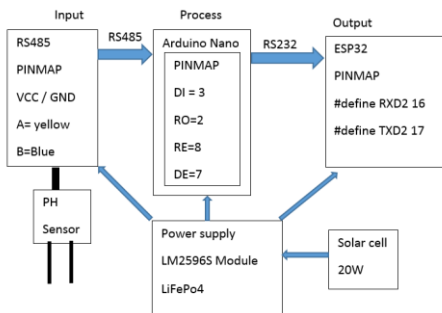 Input
Process
Output
RS485
PINMAP
VCC / GND
A= yellow
B=Blue
RS485
Arduino Nano
PINMAP
DI = 3
RO=2
RE=8
DE=7
RS232
ESP32
PINMAP
#define RXD2 16
#define TXD2 17
PH
Sensor
Power supply
LM2596S Module
LiFePo4
Solar cell
20W